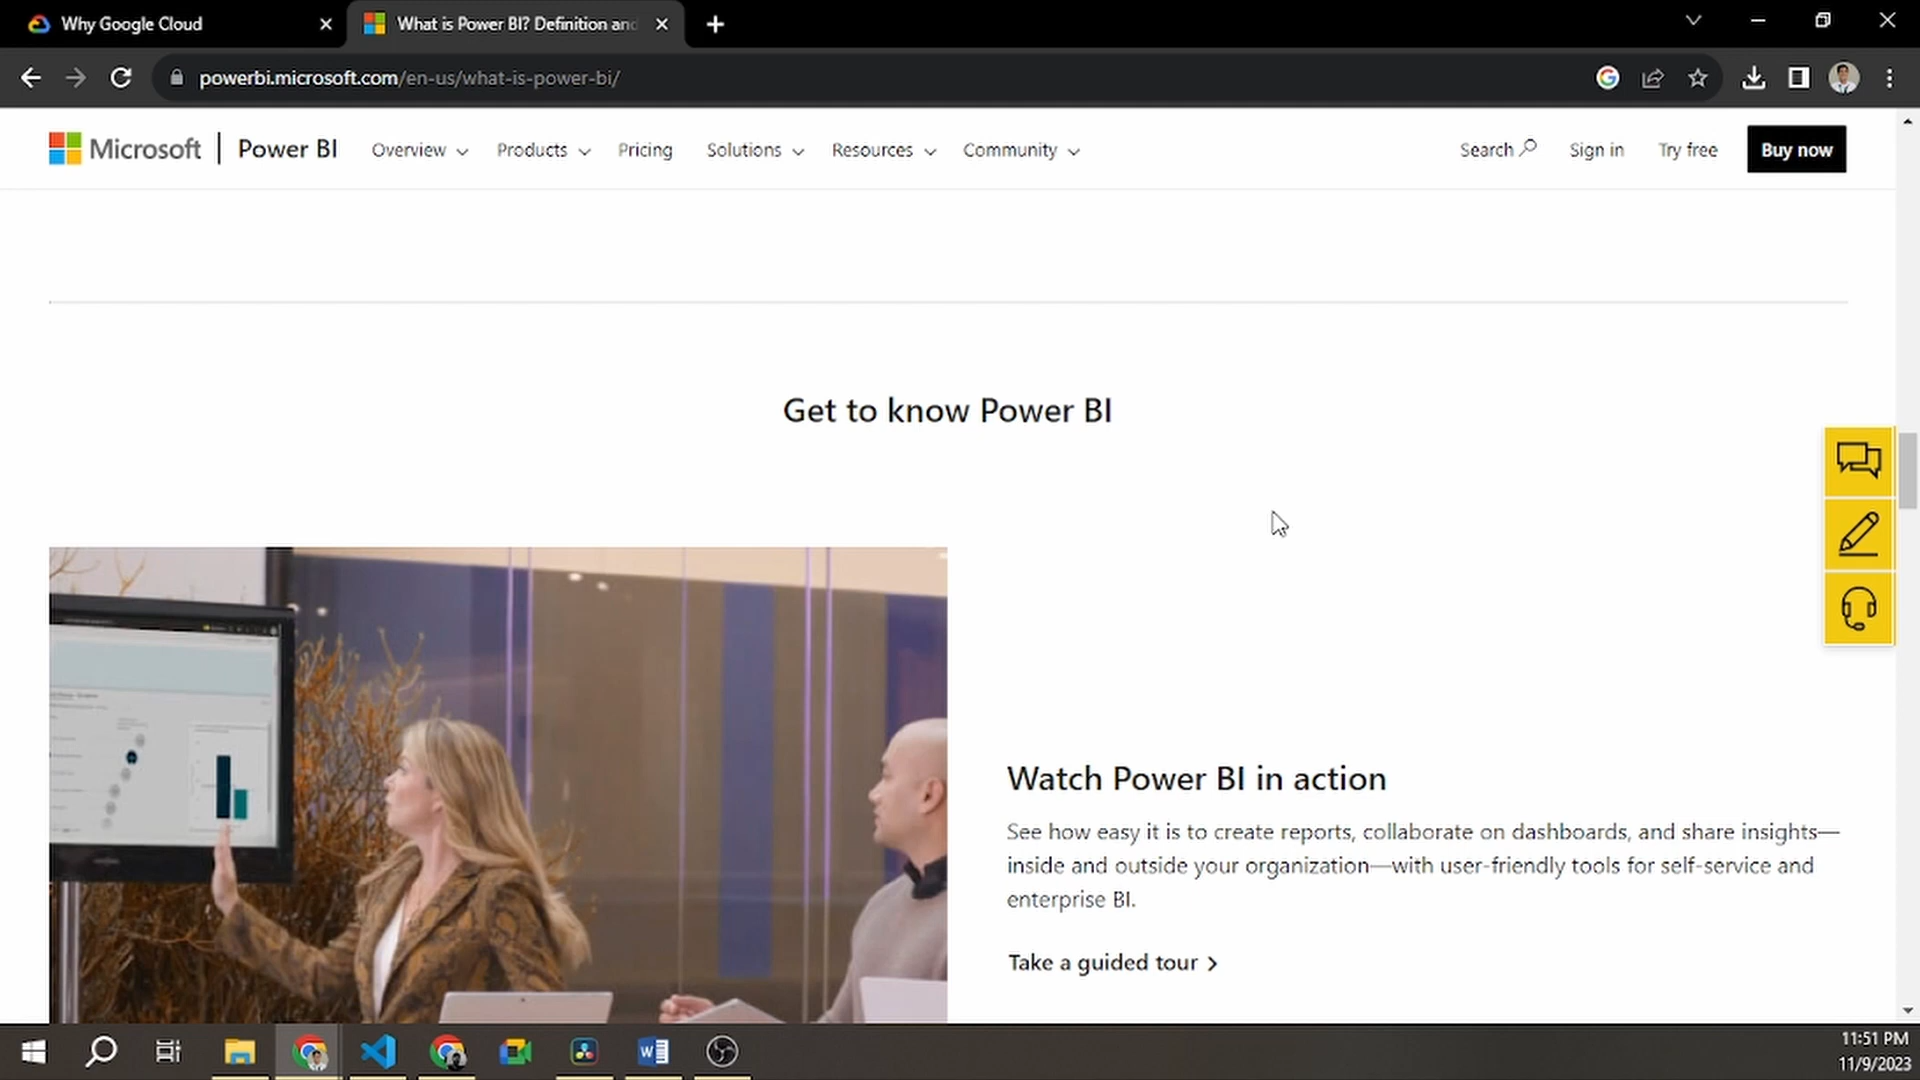 Why Google Cloud
What is Power BI? Definition and
powerbi.microsoft.com/en-us/what-is-power-bi/
Microsoft
Power BI
Overview
Products
Pricing
Solutions
Resources
Community
Search
Sign in
Try free
Buy now
Get to know Power BI
Watch Power BI in action
See how easy it is to create reports, collaborate on dashboards, and share insights—
inside and outside your organization—with user-friendly tools for self-service and
enterprise BI.
Take a guided tour
11:51 PM
11/9/2023